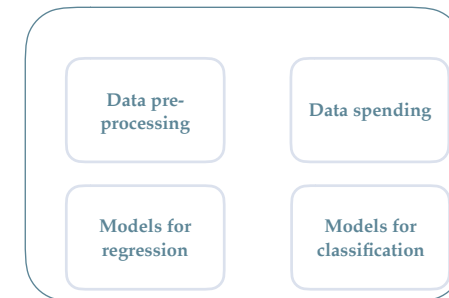 Data pre-
processing
Data spending
Models for
regression
Models for
classification